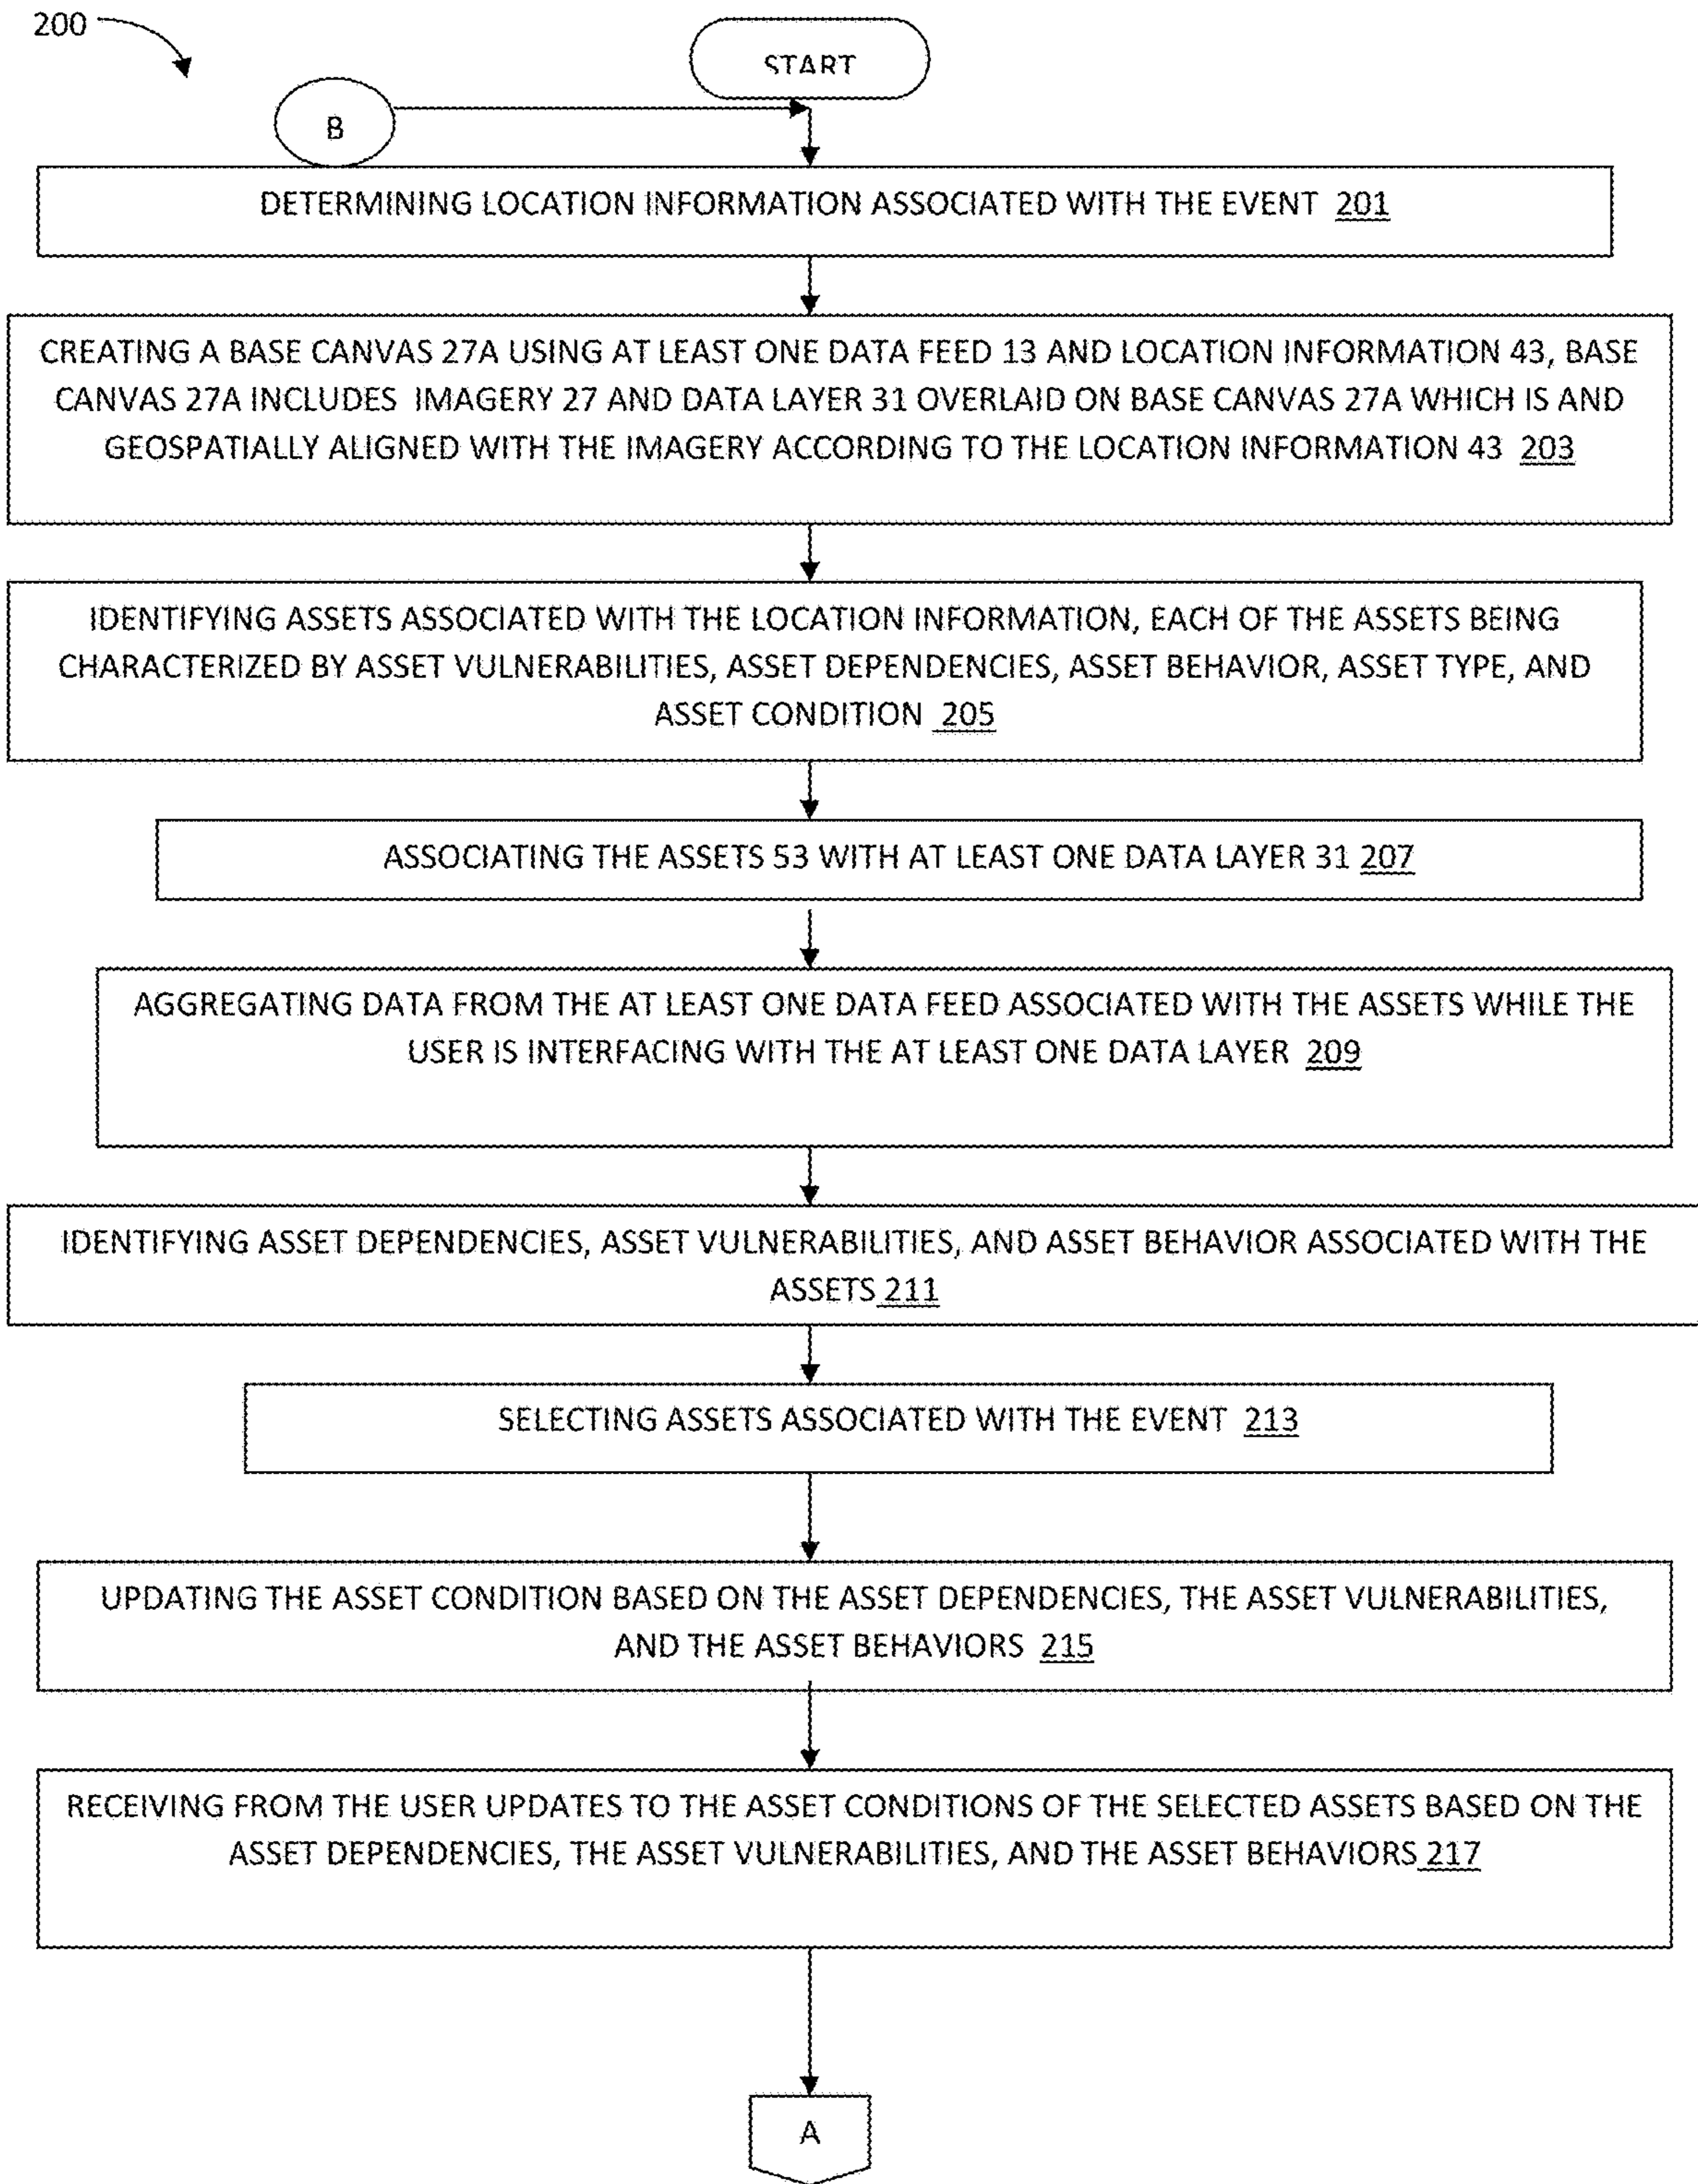 200
START
B
DETERMINING LOCATION INFORMATION ASSOCIATED WITH THE EVENT 201
CREATING A BASE CANVAS 27A USING AT LEAST ONE DATA FEED 13 AND LOCATION INFORMATION 43, BASE
CANVAS 27A INCLUDES IMAGERY 27 AND DATA LAYER 31 OVERLAID ON BASE CANVAS 27A WHICH IS AND
GEOSPATIALLY ALIGNED WITH THE IMAGERY ACCORDING TO THE LOCATION INFORMATION 43 203
IDENTIFYING ASSETS ASSOCIATED WITH THE LOCATION INFORMATION, EACH OF THE ASSETS BEING
CHARACTERIZED BY ASSET VULNERABILITIES, ASSET DEPENDENCIES, ASSET BEHAVIOR, ASSET TYPE, AND
ASSET CONDITION 205
ASSOCIATING THE ASSETS 53 WITH AT LEAST ONE DATA LAYER 31 207
AGGREGATING DATA FROM THE AT LEAST ONE DATA FEED ASSOCIATED WITH THE ASSETS WHILE THE
USER IS INTERFACING WITH THE AT LEAST ONE DATA LAYER 209
IDENTIFYING ASSET DEPENDENCIES, ASSET VULNERABILITIES, AND ASSET BEHAVIOR ASSOCIATED WITH THE
ASSETS 211
SELECTING ASSETS ASSOCIATED WITH THE EVENT 213
UPDATING THE ASSET CONDITION BASED ON THE ASSET DEPENDENCIES, THE ASSET VULNERABILITIES,
AND THE ASSET BEHAVIORS 215
RECEIVING FROM THE USER UPDATES TO THE ASSET CONDITIONS OF THE SELECTED ASSETS BASED ON THE
ASSET DEPENDENCIES, THE ASSET VULNERABILITIES, AND THE ASSET BEHAVIORS 217
A